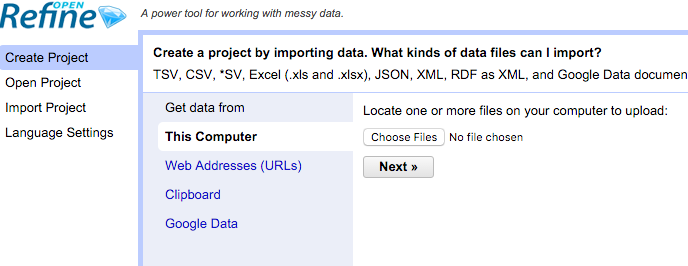 OPEN
Refine
A power tool for working with messy data.
Create Project
Open Project
Import Project
Language Settings
Create a project by importing data. What kinds of data files can I import?
TSV, CSV, *SV, Excel (.xls and .xlsx), JSON, XML, RDF as XML, and Google Data documen
Get data from
This Computer
Web Addresses (URLs)
Clipboard
Google Data
Locate one or more files on your computer to upload:
Choose Files No file chosen
Next »